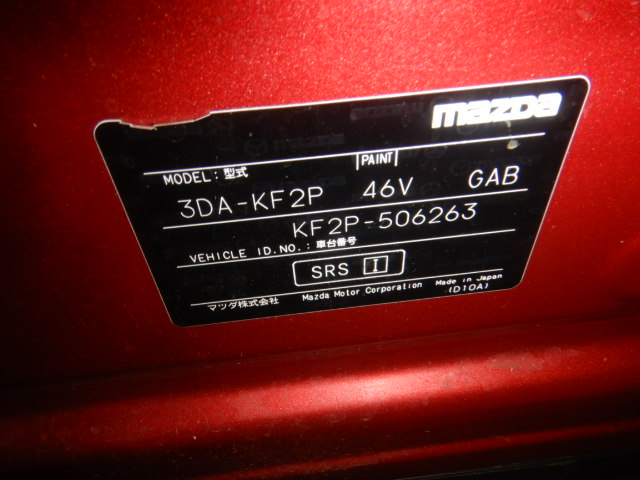 mazda
MODEL: 型式 PAINT
3DA-KF2P 46V GAB
KF2P-506263
VEHICLE ID.NO.: 車台番号
SRS I
マツダ株式会社 Mazda Motor Corporation Made in Japan
(D10A)